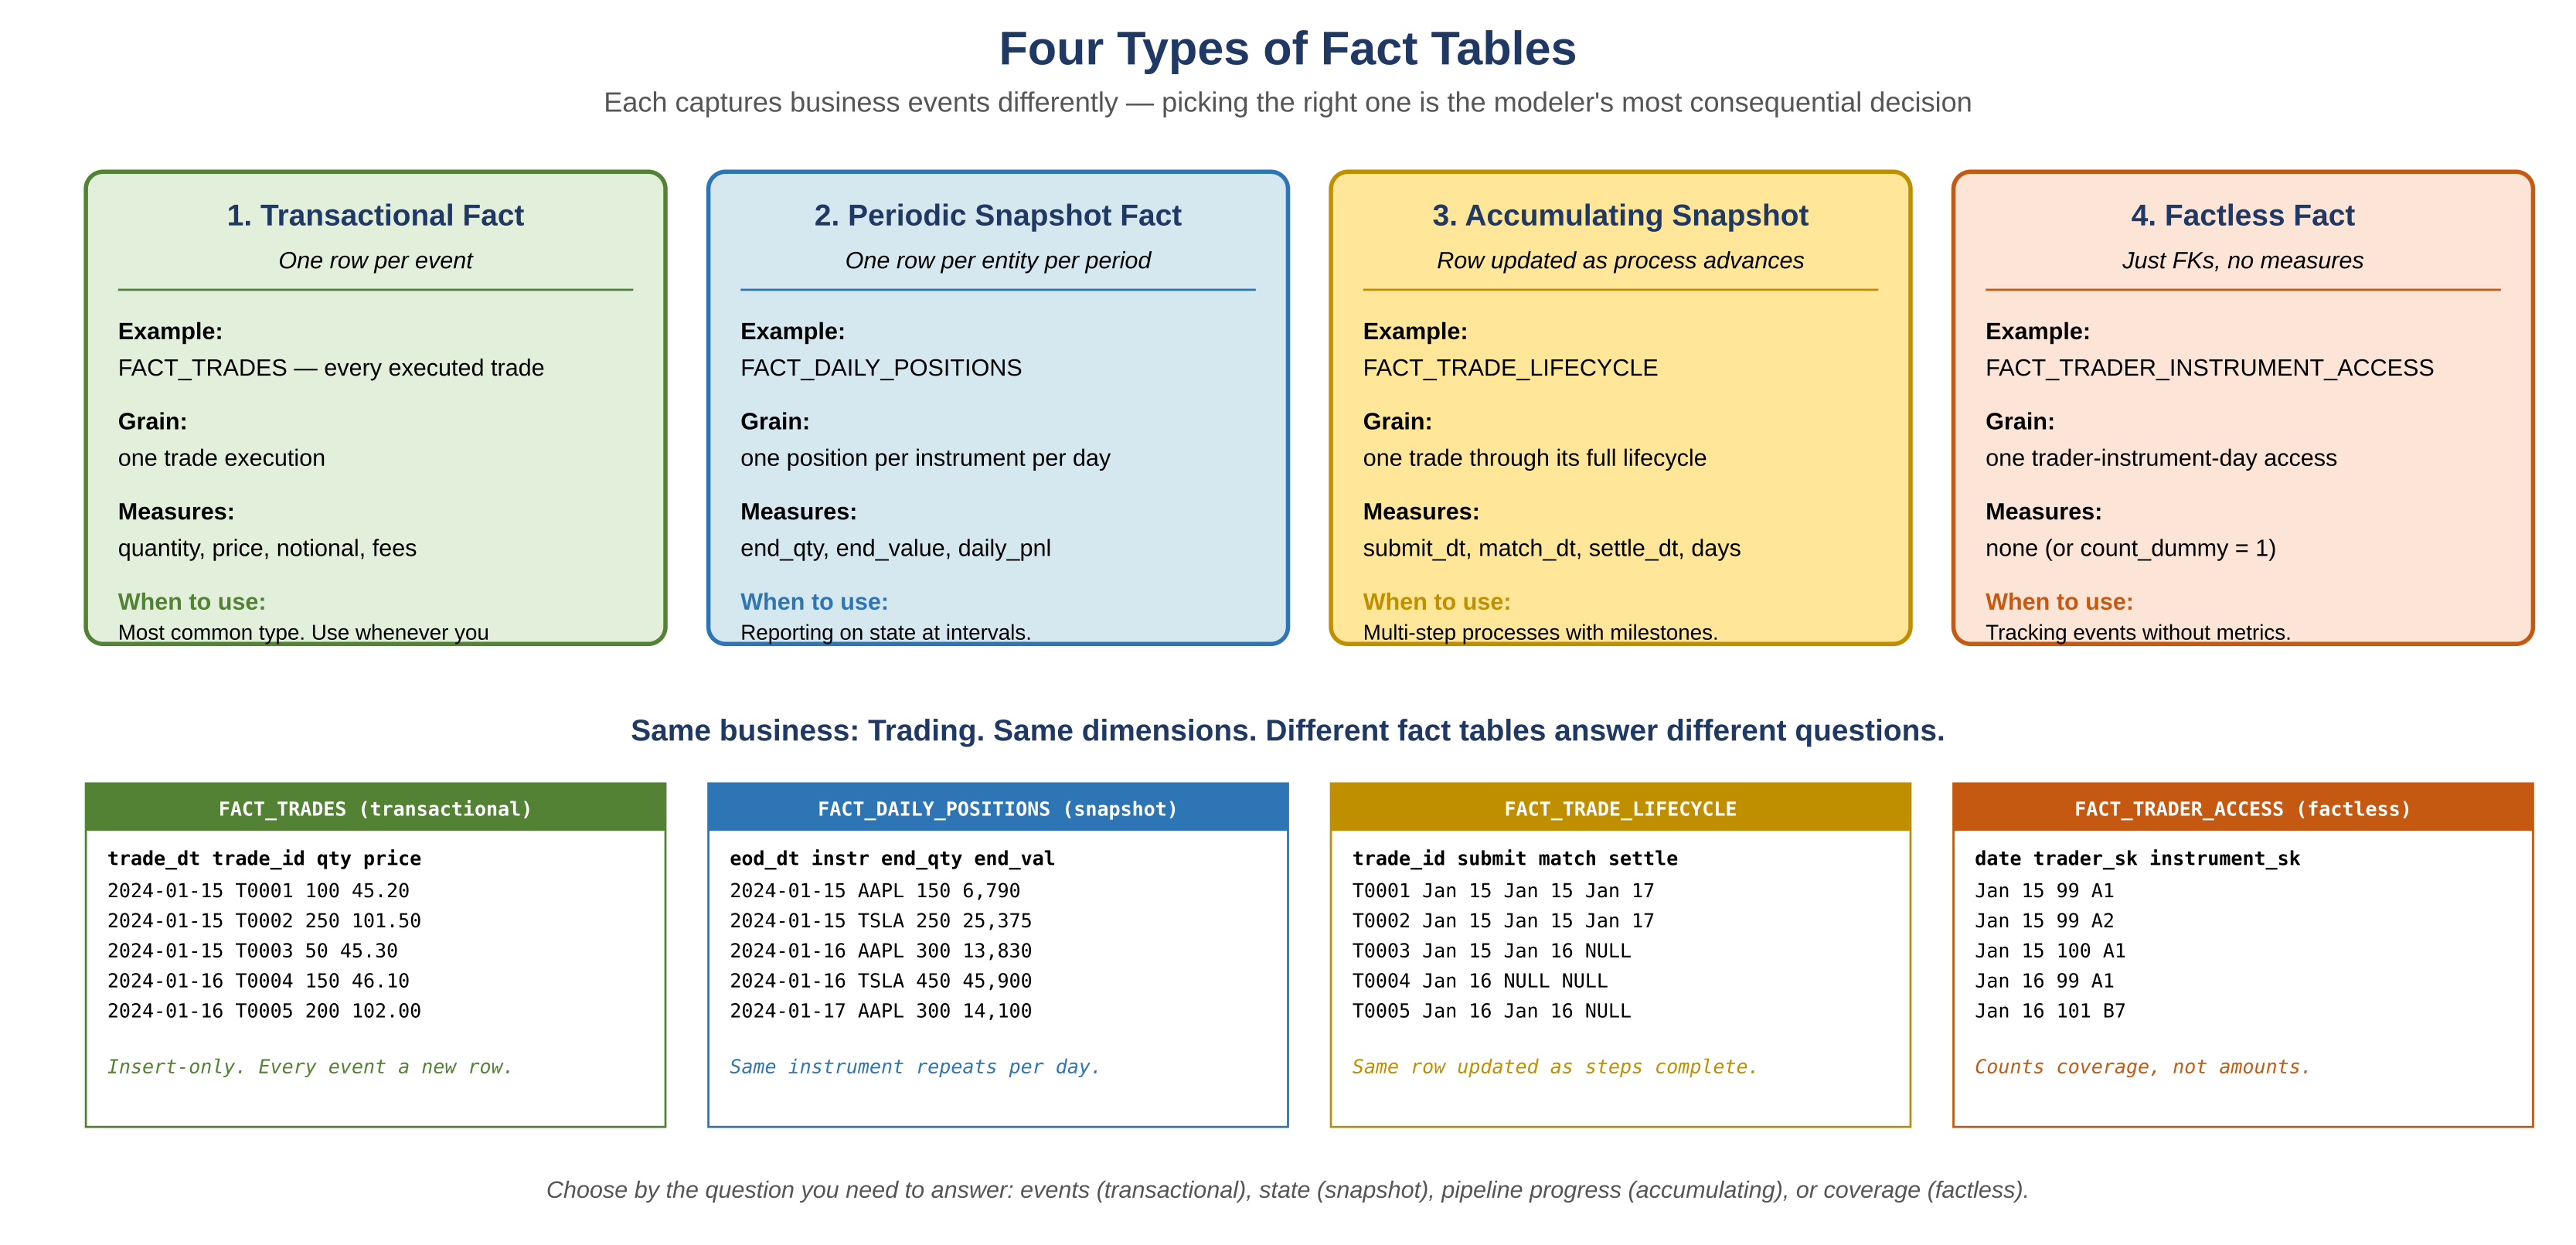 Four Types of Fact Tables
Each captures business events differently — picking the right one is the modeler's most consequential decision
1. Transactional Fact
One row per event
Example:
FACT_TRADES — every executed trade
Grain:
one trade execution
Measures:
quantity, price, notional, fees
When to use:
Most common type. Use whenever you
2. Periodic Snapshot Fact
One row per entity per period
Example:
FACT_DAILY_POSITIONS
Grain:
one position per instrument per day
Measures:
end_qty, end_value, daily_pnl
When to use:
Reporting on state at intervals.
3. Accumulating Snapshot
Row updated as process advances
Example:
FACT_TRADE_LIFECYCLE
Grain:
one trade through its full lifecycle
Measures:
submit_dt, match_dt, settle_dt, days
When to use:
Multi-step processes with milestones.
4. Factless Fact
Just FKs, no measures
Example:
FACT_TRADER_INSTRUMENT_ACCESS
Grain:
one trader-instrument-day access
Measures:
none (or count_dummy = 1)
When to use:
Tracking events without metrics.
Same business: Trading. Same dimensions. Different fact tables answer different questions.
FACT_TRADES (transactional)
trade_dt trade_id qty price
2024-01-15 T0001 100 45.20
2024-01-15 T0002 250 101.50
2024-01-15 T0003 50 45.30
2024-01-16 T0004 150 46.10
2024-01-16 T0005 200 102.00
Insert-only. Every event a new row.
FACT_DAILY_POSITIONS (snapshot)
eod_dt instr end_qty end_val
2024-01-15 AAPL 150 6,790
2024-01-15 TSLA 250 25,375
2024-01-16 AAPL 300 13,830
2024-01-16 TSLA 450 45,900
2024-01-17 AAPL 300 14,100
Same instrument repeats per day.
FACT_TRADE_LIFECYCLE
trade_id submit match settle
T0001 Jan 15 Jan 15 Jan 17
T0002 Jan 15 Jan 15 Jan 17
T0003 Jan 15 Jan 16 NULL
T0004 Jan 16 NULL NULL
T0005 Jan 16 Jan 16 NULL
Same row updated as steps complete.
FACT_TRADER_ACCESS (factless)
date trader_sk instrument_sk
Jan 15 99 A1
Jan 15 99 A2
Jan 15 100 A1
Jan 16 99 A1
Jan 16 101 B7
Counts coverage, not amounts.
Choose by the question you need to answer: events (transactional), state (snapshot), pipeline progress (accumulating), or coverage (factless).